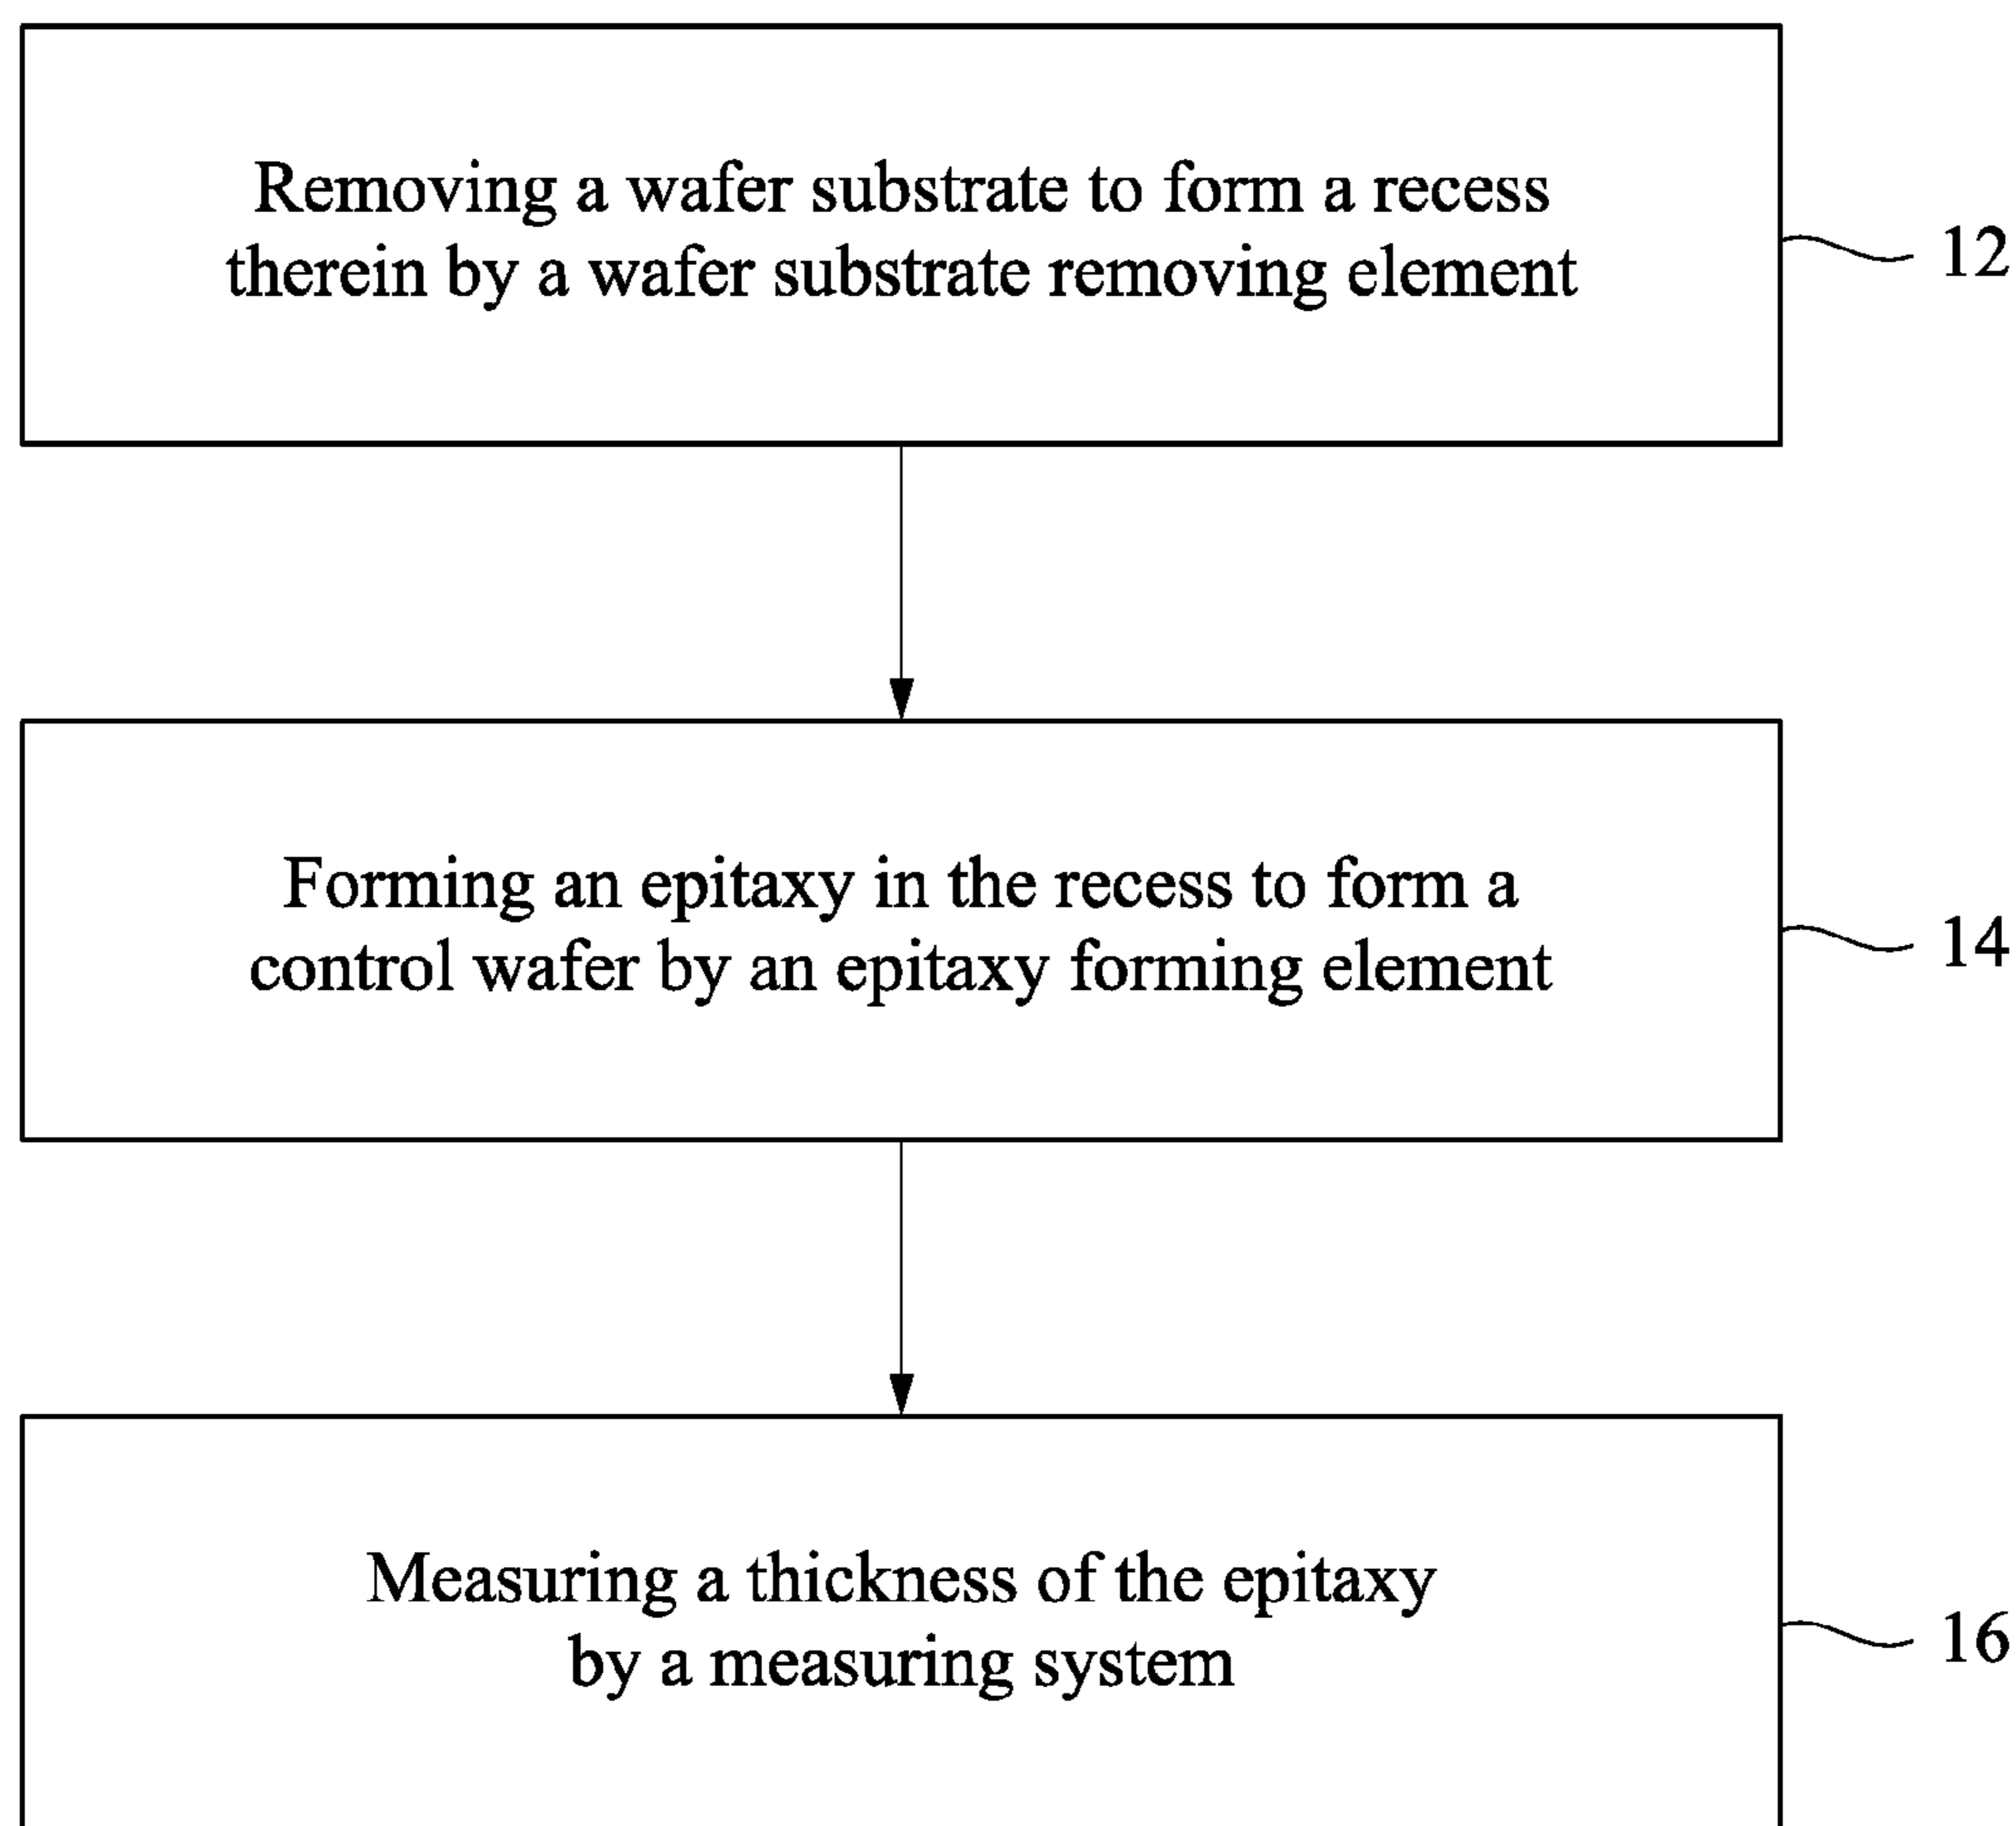 Removing a wafer substrate to form a recess
therein by a wafer substrate removing element
12
Forming an epitaxy in the recess to form a
control wafer by an epitaxy forming element
14
Measuring a thickness of the epitaxy
by a measuring system
16